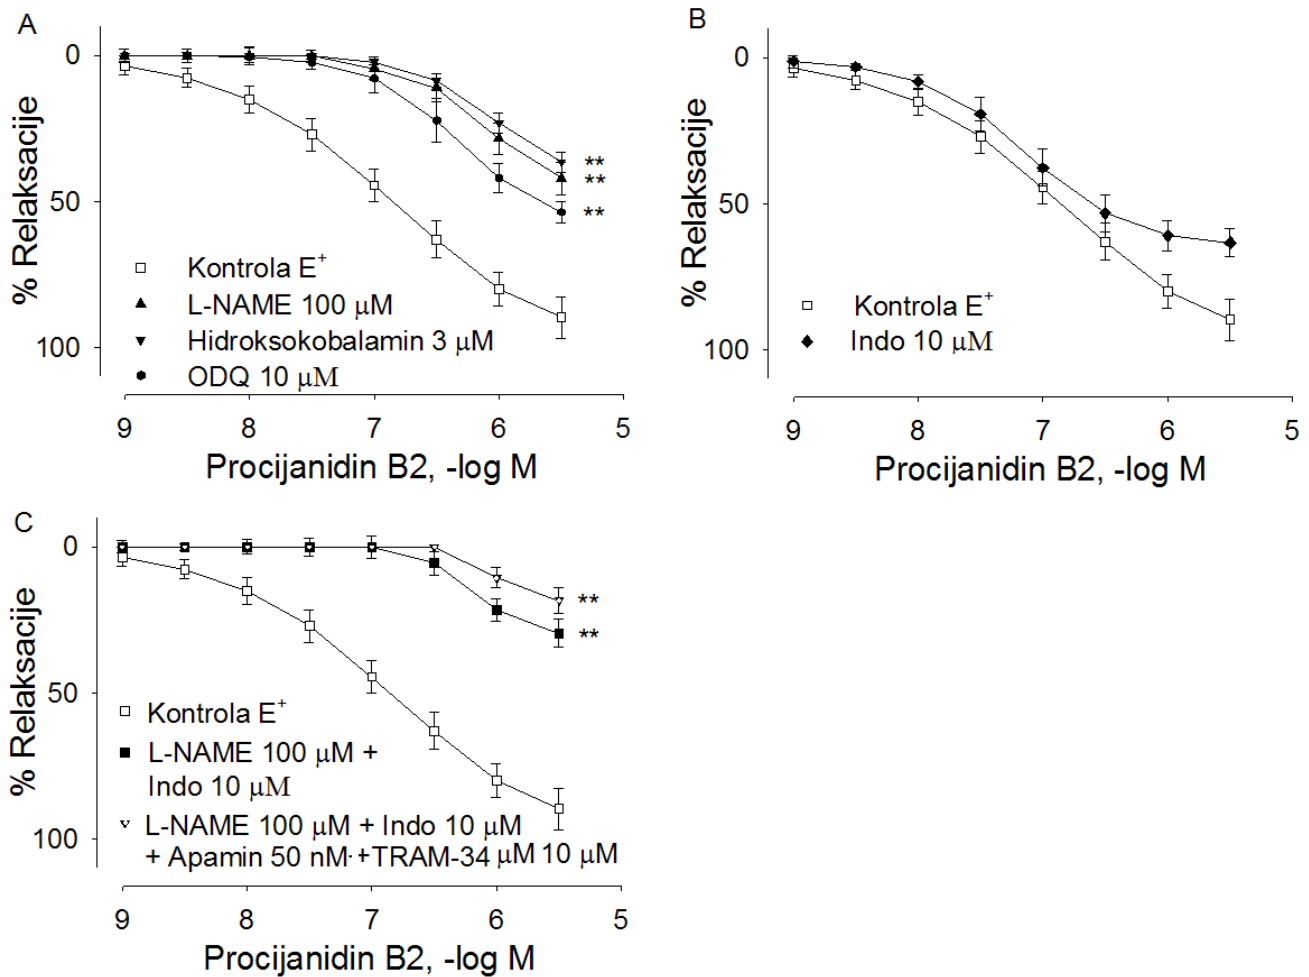 A
% Relaksacije
0
50
100
Kontrola E⁺
L-NAME 100 μM
Hidroksokobalamin 3 μM
ODQ 10 μM
**
**
**
9 8 7 6 5
Procijanidin B2, -log M
B
% Relaksacije
0
50
100
Kontrola E⁺
Indo 10 μM
9 8 7 6 5
Procijanidin B2, -log M
C
% Relaksacije
0
50
100
**
**
Kontrola E⁺
L-NAME 100 μM +
Indo 10 μM
L-NAME 100 μM + Indo 10 μM
+ Apamin 50 nM·+TRAM-34 μM 10 μM
9 8 7 6 5
Procijanidin B2, -log M